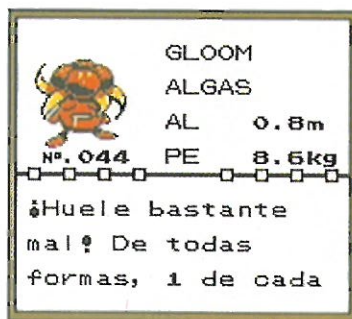 GLOOM
ALGAS
AL 0.8m
Nº.044 PE 8.6kg
¡Huele bastante
mal! De todas
formas, 1 de cada